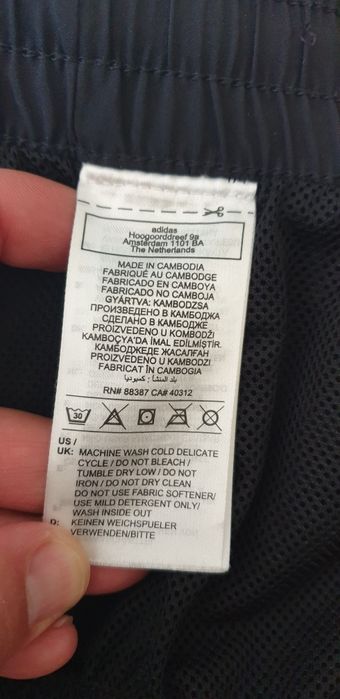 adidas
Hoogoorddreef 9a
Amsterdam 1101 BA
The Netherlands
MADE IN CAMBODIA
FABRIQUÉ AU CAMBODGE
FABRICADO EN CAMBOYA
FABRICADO NO CAMBOJA
GYÁRTVA: KAMBODZSA
ПРОИЗВЕДЕНО В КАМБОДЖА
СДЕЛАНО В КАМБОДЖЕ
PROIZVEDENO U KOMBODŽI
KAMBOÇYA'DA İMAL EDİLMİŞTİR.
КАМБОДЖЕДЕ ЖАСАЛҒАН
PROIZVEDENO U KAMBODŽI
FABRICAT ÎN CAMBOGIA
بلد المنشأ : كمبوديا
RN# 88387 CA# 40312
30
US /
UK: MACHINE WASH COLD DELICATE
CYCLE / DO NOT BLEACH /
TUMBLE DRY LOW / DO NOT
IRON / DO NOT DRY CLEAN
DO NOT USE FABRIC SOFTENER/
USE MILD DETERGENT ONLY/
WASH INSIDE OUT
D: KEINEN WEICHSPUELER
VERWENDEN/BITTE